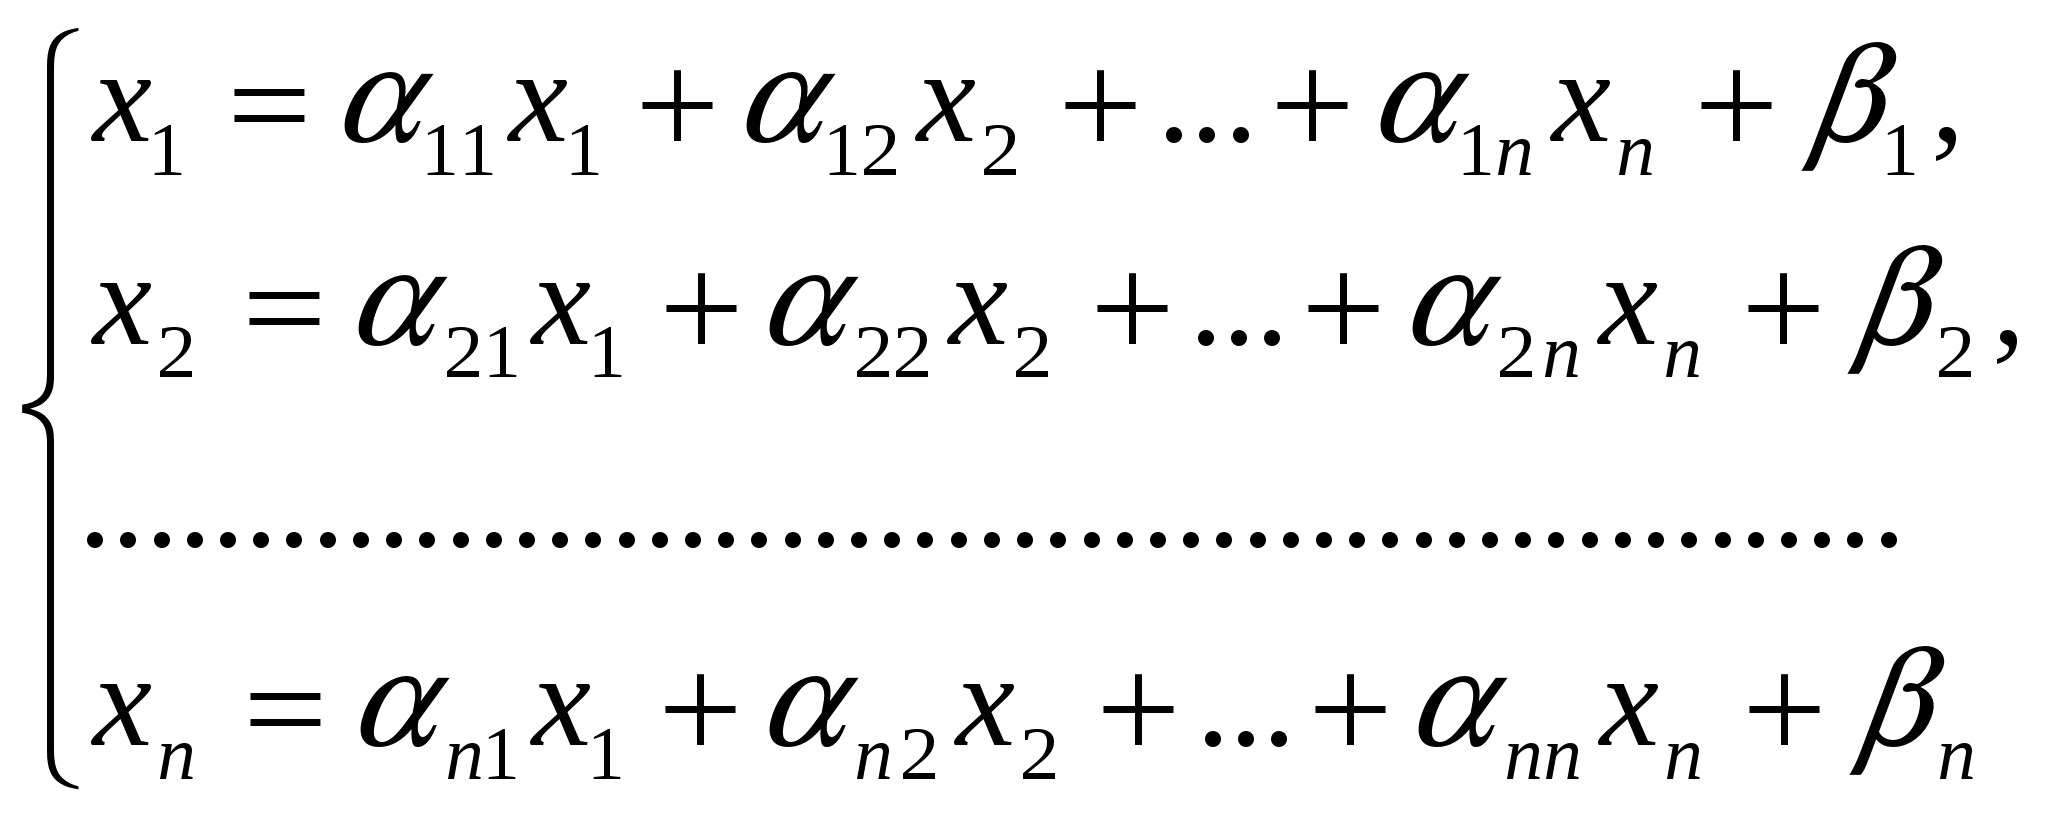 x₁ = α₁₁x₁ + α₁₂x₂ + ... + α₁ₙxₙ + β₁,
x₂ = α₂₁x₁ + α₂₂x₂ + ... + α₂ₙxₙ + β₂,
.......................................................
xₙ = αₙ₁x₁ + αₙ₂x₂ + ... + αₙₙxₙ + βₙ